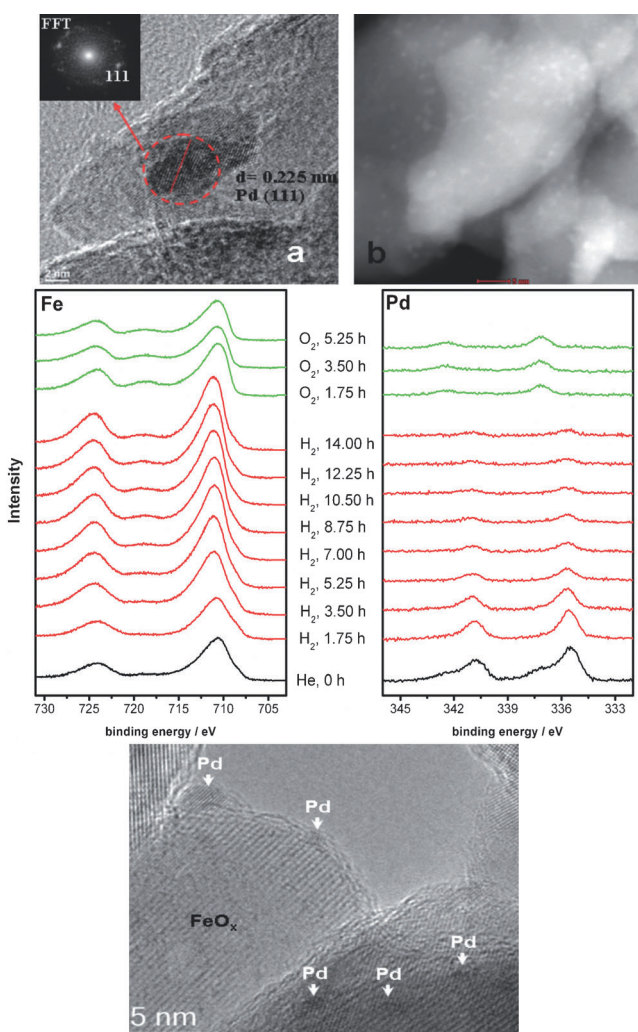 FFT
111
d= 0.225 nm
Pd (111)
2 nm
a
b
Fe
Pd
O2, 5.25 h
O2, 3.50 h
O2, 1.75 h
H2, 14.00 h
H2, 12.25 h
H2, 10.50 h
H2, 8.75 h
H2, 7.00 h
H2, 5.25 h
H2, 3.50 h
H2, 1.75 h
He, 0 h
Intensity
730 725 720 715 710 705
345 342 339 336 333
binding energy / eV
binding energy / eV
Pd
Pd
FeOx
Pd
Pd
Pd
5 nm